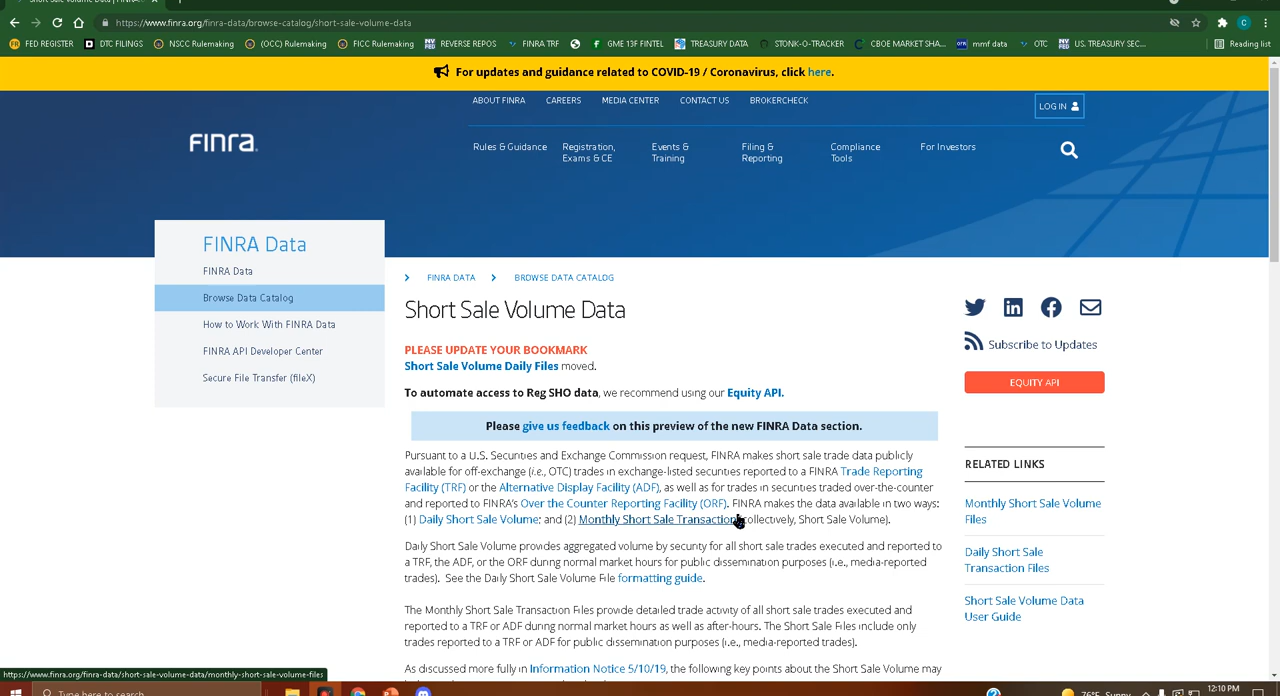 https://www.finra.org/finra-data/browse-catalog/short-sale-volume-data
C
FED REGISTER
DTC FILINGS
NSCC Rulemaking
(OCC) Rulemaking
FICC Rulemaking
REVERSE REPOS
FINRA TRF
GME 13F FINTEL
TREASURY DATA
STONK-O-TRACKER
CBOE MARKET SHA...
mmf data
OTC
U.S. TREASURY SEC...
Reading list
For updates and guidance related to COVID-19 / Coronavirus, click here.
ABOUT FINRA CAREERS MEDIA CENTER CONTACT US BROKERCHECK
LOG IN
FINRA.
Rules & Guidance
Registration, Exams & CE
Events & Training
Filing & Reporting
Compliance Tools
For Investors
FINRA Data
FINRA Data
Browse Data Catalog
How to Work With FINRA Data
FINRA API Developer Center
Secure File Transfer (fileX)
FINRA DATA BROWSE DATA CATALOG
Short Sale Volume Data
PLEASE UPDATE YOUR BOOKMARK
Short Sale Volume Daily Files moved.
To automate access to Reg SHO data, we recommend using our Equity API.
Please give us feedback on this preview of the new FINRA Data section.
Pursuant to a U.S. Securities and Exchange Commission request, FINRA makes short sale trade data publicly
available for off-exchange (i.e., OTC) trades in exchange-listed securities reported to a FINRA Trade Reporting
Facility (TRF) or the Alternative Display Facility (ADF), as well as for trades in securities traded over-the-counter
and reported to FINRA's Over the Counter Reporting Facility (ORF). FINRA makes the data available in two ways:
(1) Daily Short Sale Volume; and (2) Monthly Short Sale Transaction collectively, Short Sale Volume).
Daily Short Sale Volume provides aggregated volume by security for all short sale trades executed and reported to
a TRF, the ADF, or the ORF during normal market hours for public dissemination purposes (i.e., media-reported
trades). See the Daily Short Sale Volume File formatting guide.
The Monthly Short Sale Transaction Files provide detailed trade activity of all short sale trades executed and
reported to a TRF or ADF during normal market hours as well as after-hours. The Short Sale Files include only
trades reported to a TRF or ADF for public dissemination purposes (i.e., media-reported trades).
As discussed more fully in Information Notice 5/10/19, the following key points about the Short Sale Volume may
Subscribe to Updates
EQUITY API
RELATED LINKS
Monthly Short Sale Volume
Files
Daily Short Sale
Transaction Files
Short Sale Volume Data
User Guide
https://www.finra.org/finra-data/short-sale-volume-data/monthly-short-sale-volume-files
Type here to search
76°F Sunny
12:10 PM